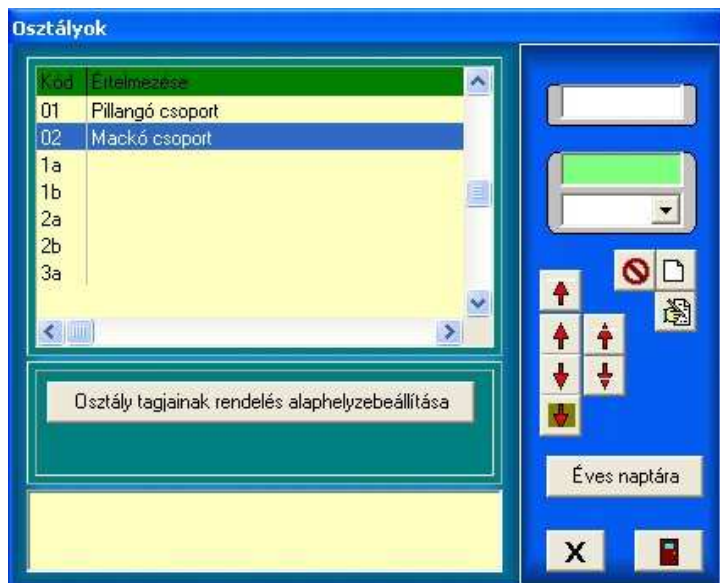 Osztályok
Kód Értelmezése
01 Pillangó csoport
02 Mackó csoport
1a
1b
2a
2b
3a
Osztály tagjainak rendelés alaphelyzebeállítása
Éves naptára
X